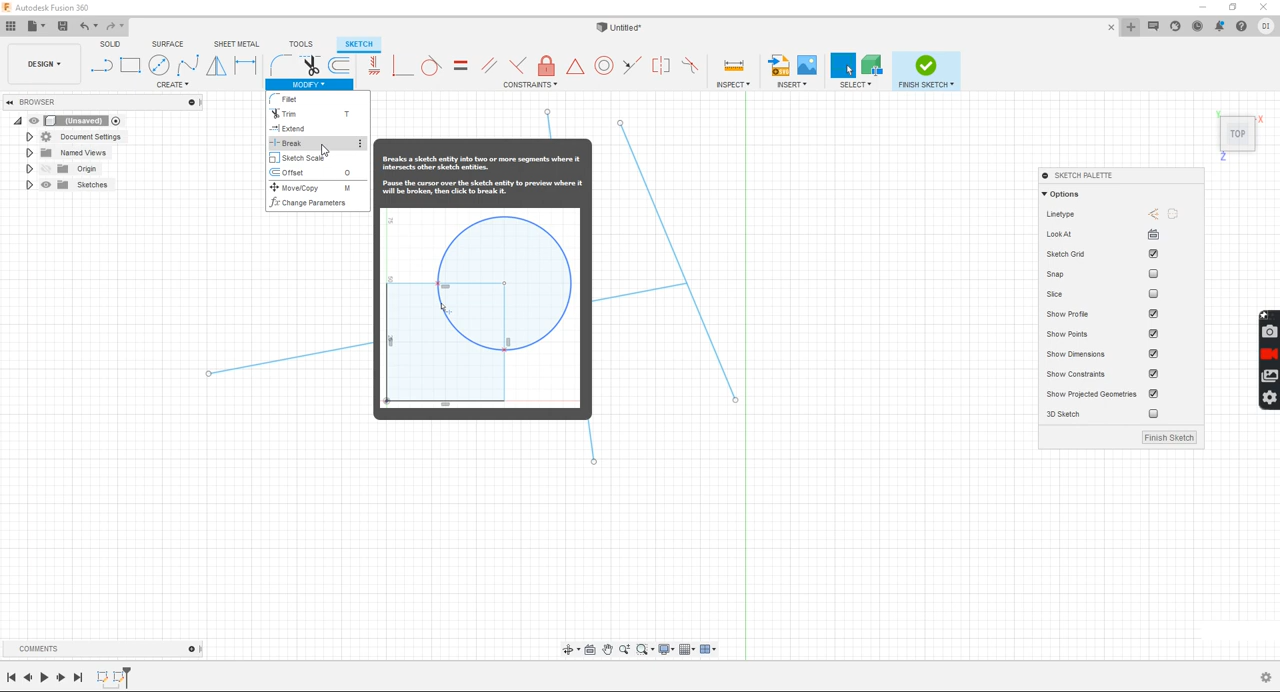 Autodesk Fusion 360
Untitled*
DI
DESIGN
SOLID
SURFACE
SHEET METAL
TOOLS
SKETCH
CREATE
MODIFY
CONSTRAINTS
INSPECT
INSERT
SELECT
FINISH SKETCH
BROWSER
(Unsaved)
Document Settings
Named Views
Origin
Sketches
Fillet
Trim T
Extend
Break
Sketch Scale
Offset O
Move/Copy M
Change Parameters
Breaks a sketch entity into two or more segments where it
intersects other sketch entities.
Pause the cursor over the sketch entity to preview where it
will be broken, then click to break it.
Y
X
TOP
Z
SKETCH PALETTE
Options
Linetype
Look At
Sketch Grid
Snap
Slice
Show Profile
Show Points
Show Dimensions
Show Constraints
Show Projected Geometries
3D Sketch
Finish Sketch
COMMENTS